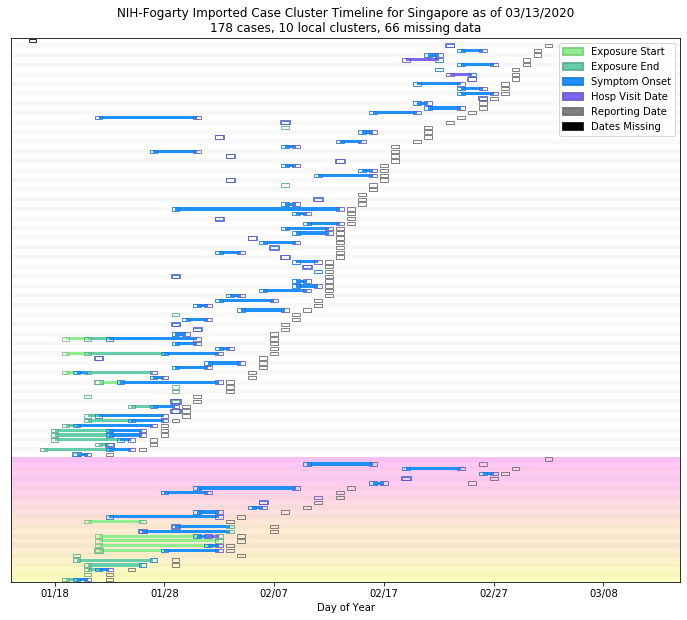 NIH-Fogarty Imported Case Cluster Timeline for Singapore as of 03/13/2020
178 cases, 10 local clusters, 66 missing data
Exposure Start
Exposure End
Symptom Onset
Hosp Visit Date
Reporting Date
Dates Missing
01/18 01/28 02/07 02/17 02/27 03/08
Day of Year